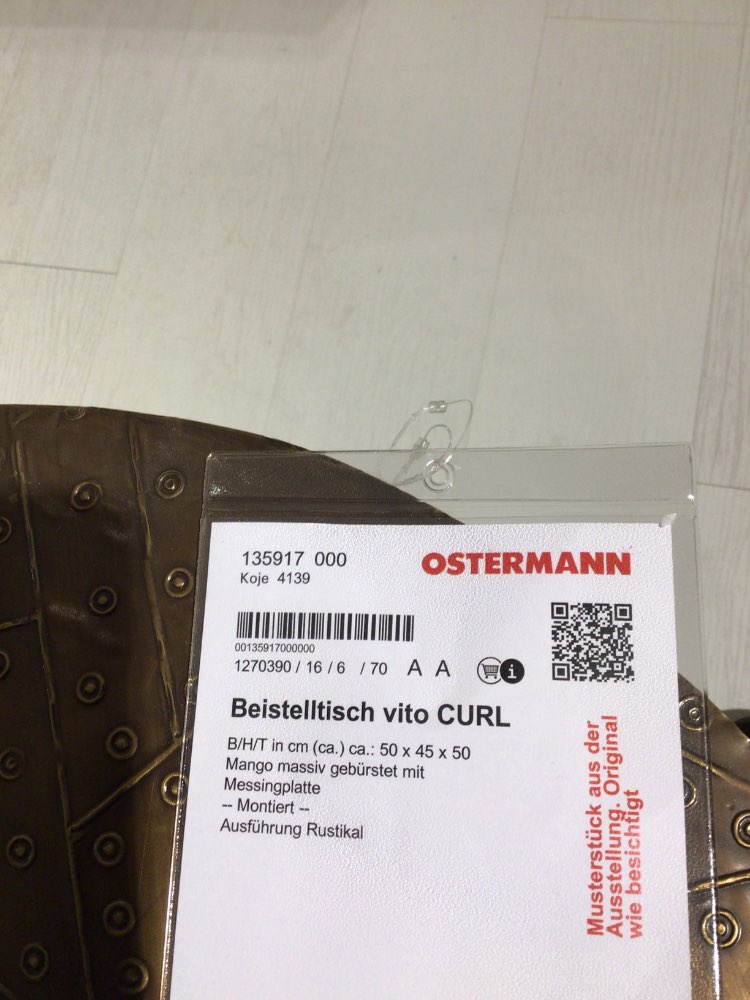 135917 000
OSTERMANN
Koje 4139
00135917000000
1270390 / 16 / 6 / 70 A A
i
Beistelltisch vito CURL
B/H/T in cm (ca.) ca.: 50 x 45 x 50
Mango massiv gebürstet mit
Messingplatte
-- Montiert --
Ausführung Rustikal
Musterstück aus der
Ausstellung. Original
wie besichtigt